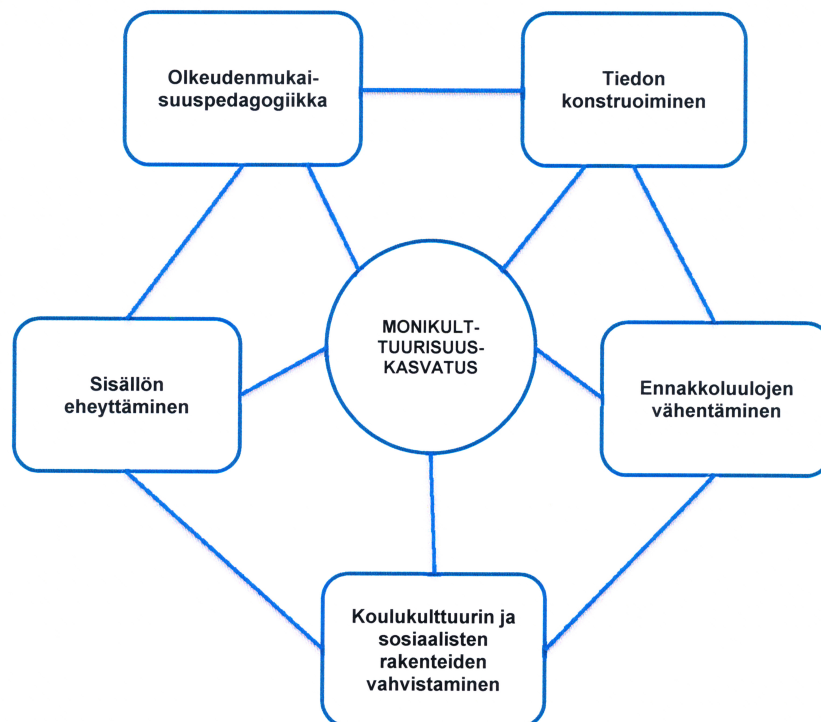 Olkeudenmukai-
suuspedagogiikka
Tiedon
konstruoiminen
MONIKULT-
TUURISUUS-
KASVATUS
Sisällön
eheyttäminen
Ennakkoluulojen
vähentäminen
Koulukulttuurin ja
sosiaalisten
rakenteiden
vahvistaminen